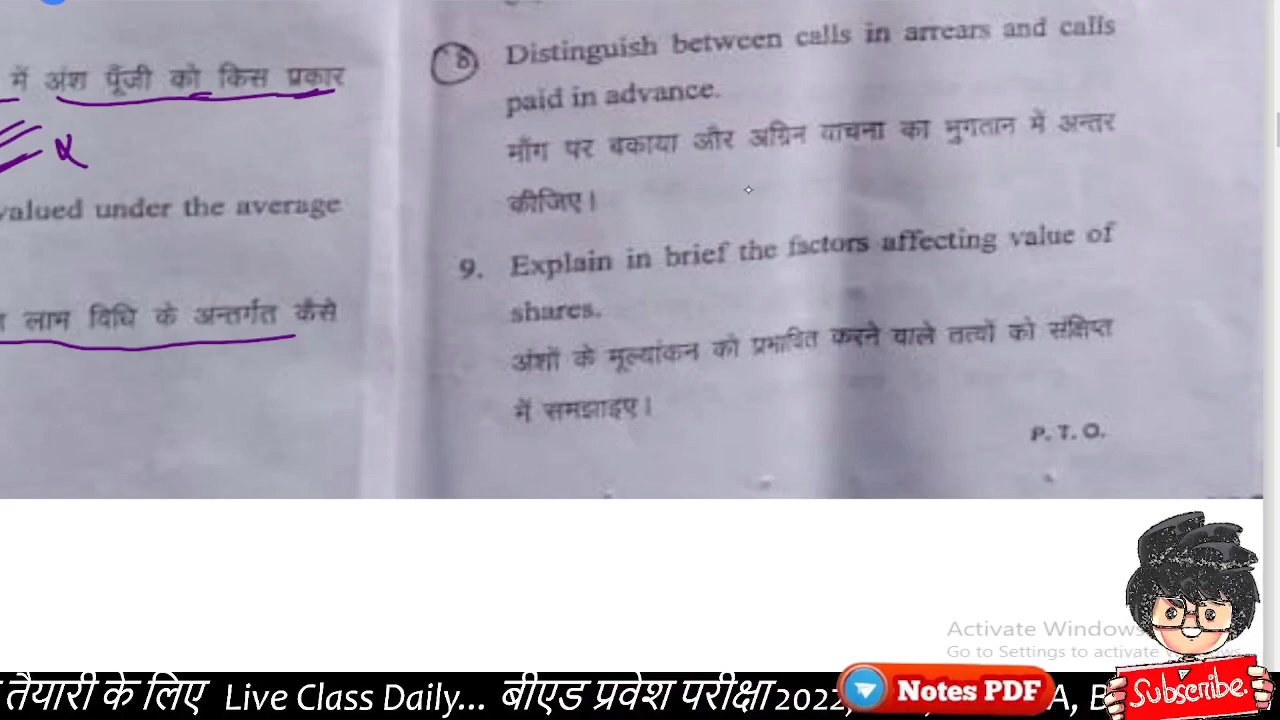 में अंश पूँजी को किस प्रकार
valued under the average
लाभ विधि के अन्तर्गत कैसे
8 Distinguish between calls in arrears and calls
paid in advance.
माँग पर बकाया और अग्रिन याचना का भुगतान में अन्तर
कीजिए।
9. Explain in brief the factors affecting value of
shares.
अंशों के मूल्यांकन को प्रभावित करने वाले तत्वों को संक्षिप्त
में समझाइए।
P. T. O.
Activate Windows
Go to Settings to activate
तैयारी के लिए Live Class Daily... बीएड प्रवेश परीक्षा 2022,
Notes PDF
Subscribe.